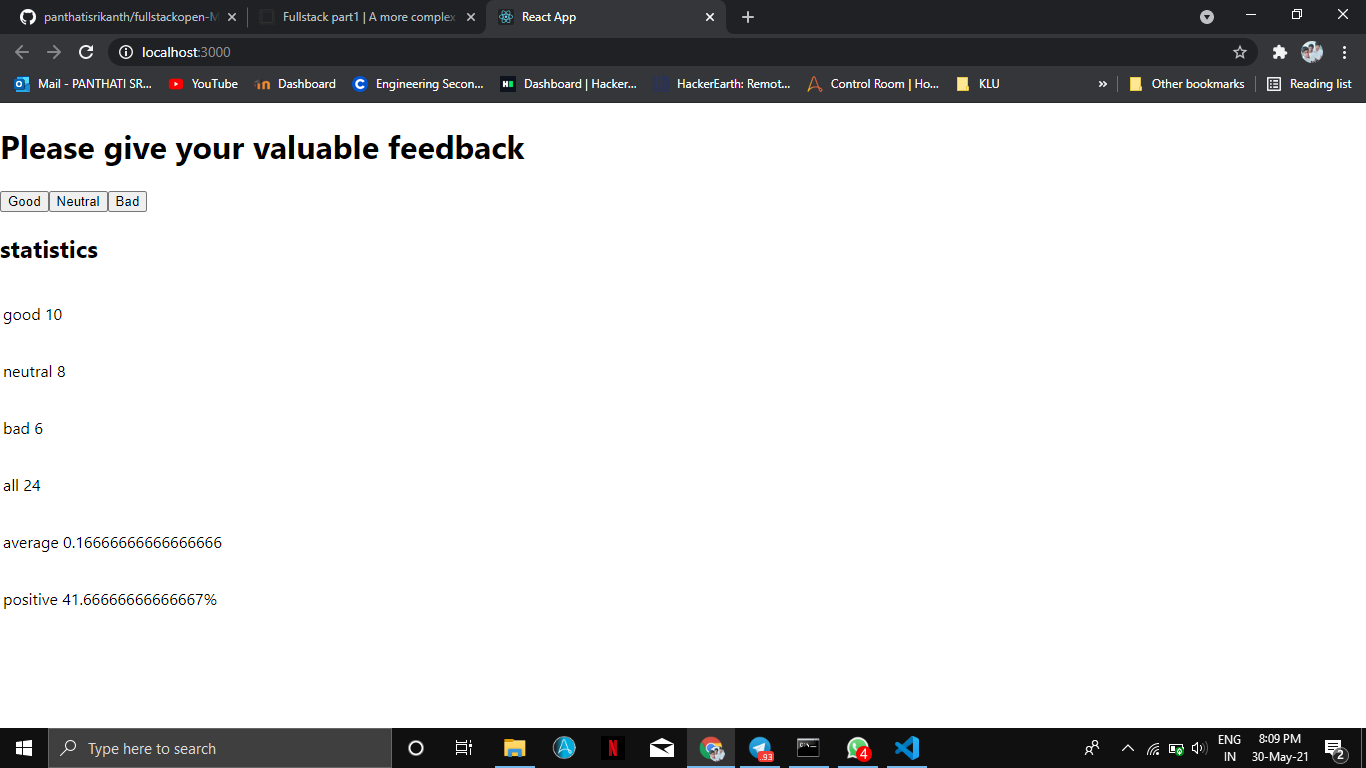 panthatisrikanth/fullstackopen-M
Fullstack part1 | A more complex
React App
localhost:3000
Mail - PANTHATI SR...
YouTube
Dashboard
Engineering Secon...
Dashboard | Hacker...
HackerEarth: Remot...
Control Room | Ho...
KLU
»
Other bookmarks
Reading list
Please give your valuable feedback
Good Neutral Bad
statistics
good 10
neutral 8
bad 6
all 24
average 0.16666666666666666
positive 41.66666666666667%
Type here to search
.93
4
ENG
IN
8:09 PM
30-May-21
2